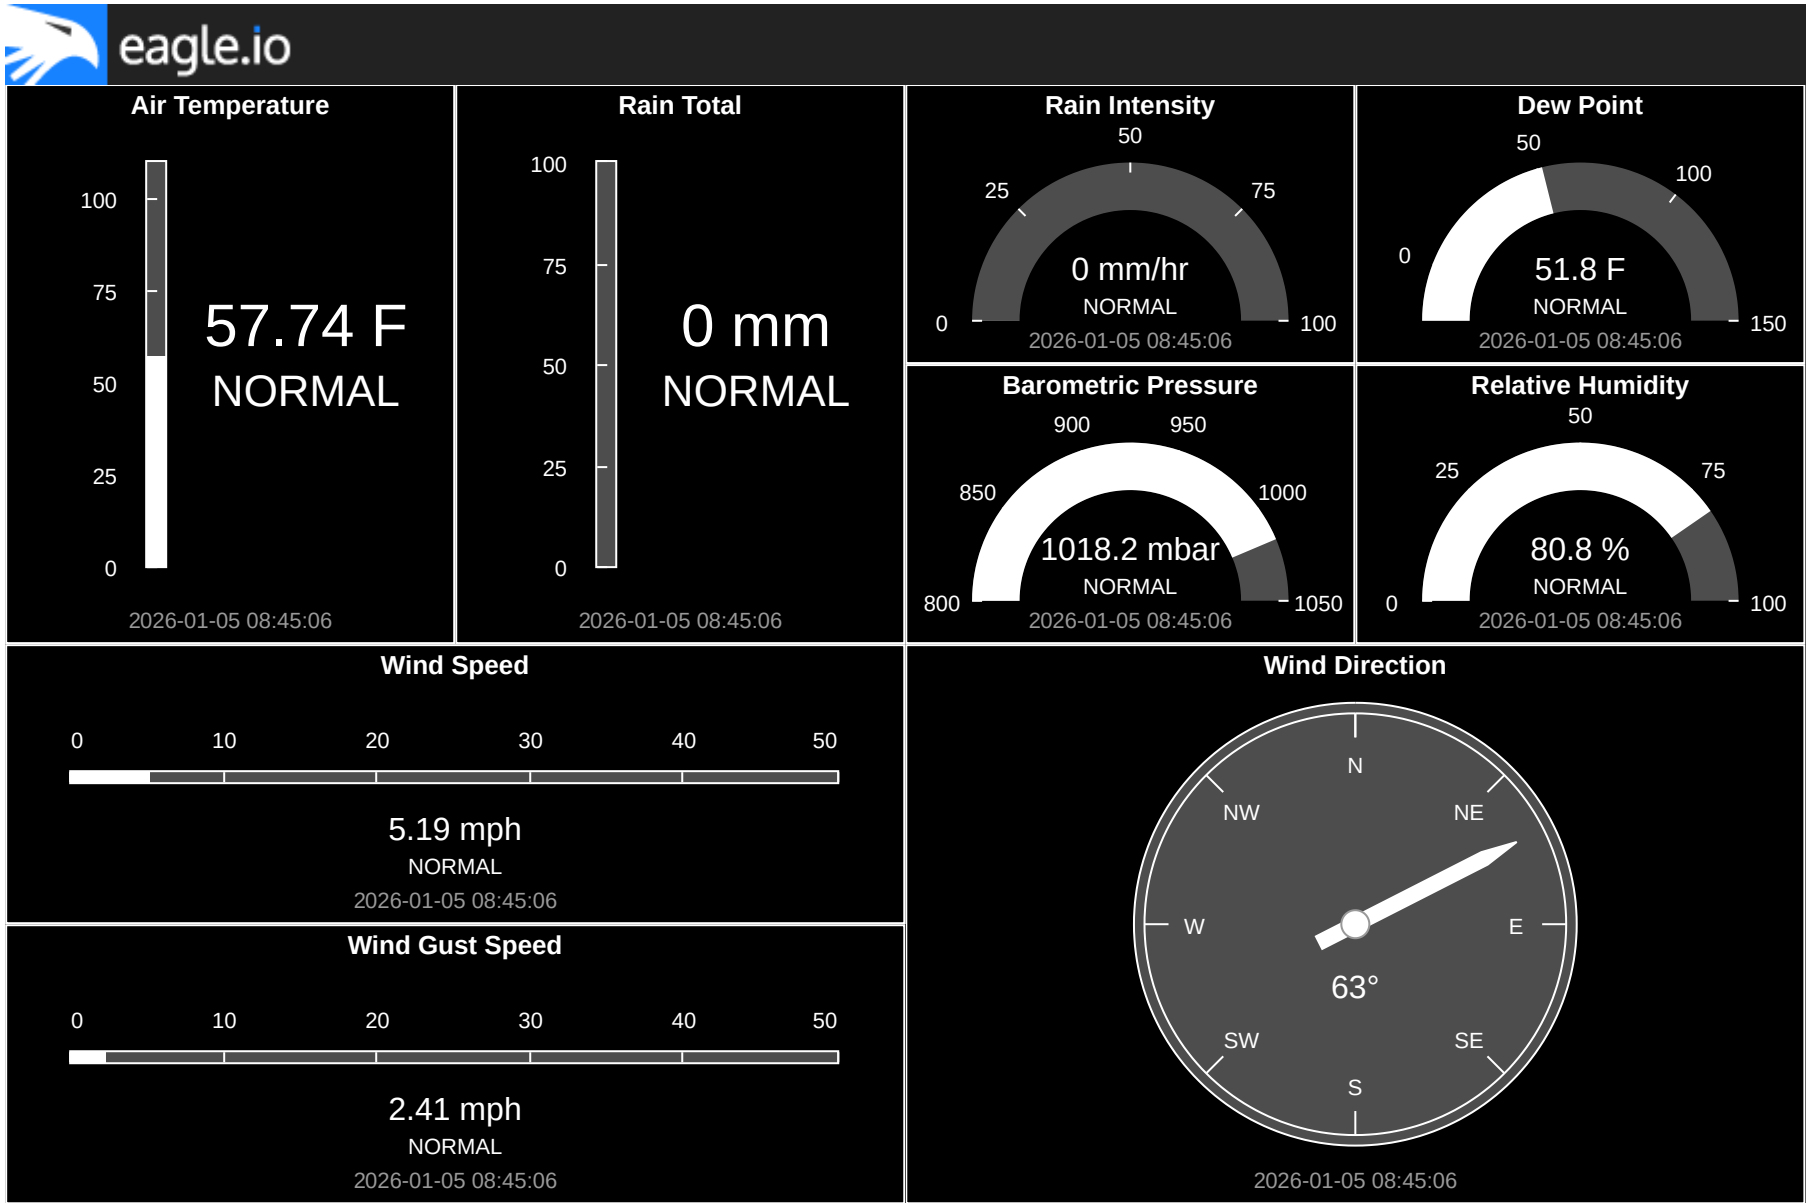 eagle.io
Air Temperature
100
75
50
25
0
57.74 F
NORMAL
2026-01-05 08:45:06
Rain Total
100
75
50
25
0
0 mm
NORMAL
2026-01-05 08:45:06
Rain Intensity
50
25
75
0
100
0 mm/hr
NORMAL
2026-01-05 08:45:06
Dew Point
50
100
0
150
51.8 F
NORMAL
2026-01-05 08:45:06
Barometric Pressure
900
950
850
1000
800
1050
1018.2 mbar
NORMAL
2026-01-05 08:45:06
Relative Humidity
50
25
75
0
100
80.8 %
NORMAL
2026-01-05 08:45:06
Wind Speed
0 10 20 30 40 50
5.19 mph
NORMAL
2026-01-05 08:45:06
Wind Gust Speed
0 10 20 30 40 50
2.41 mph
NORMAL
2026-01-05 08:45:06
Wind Direction
N
NW NE
W E
63°
SW SE
S
2026-01-05 08:45:06